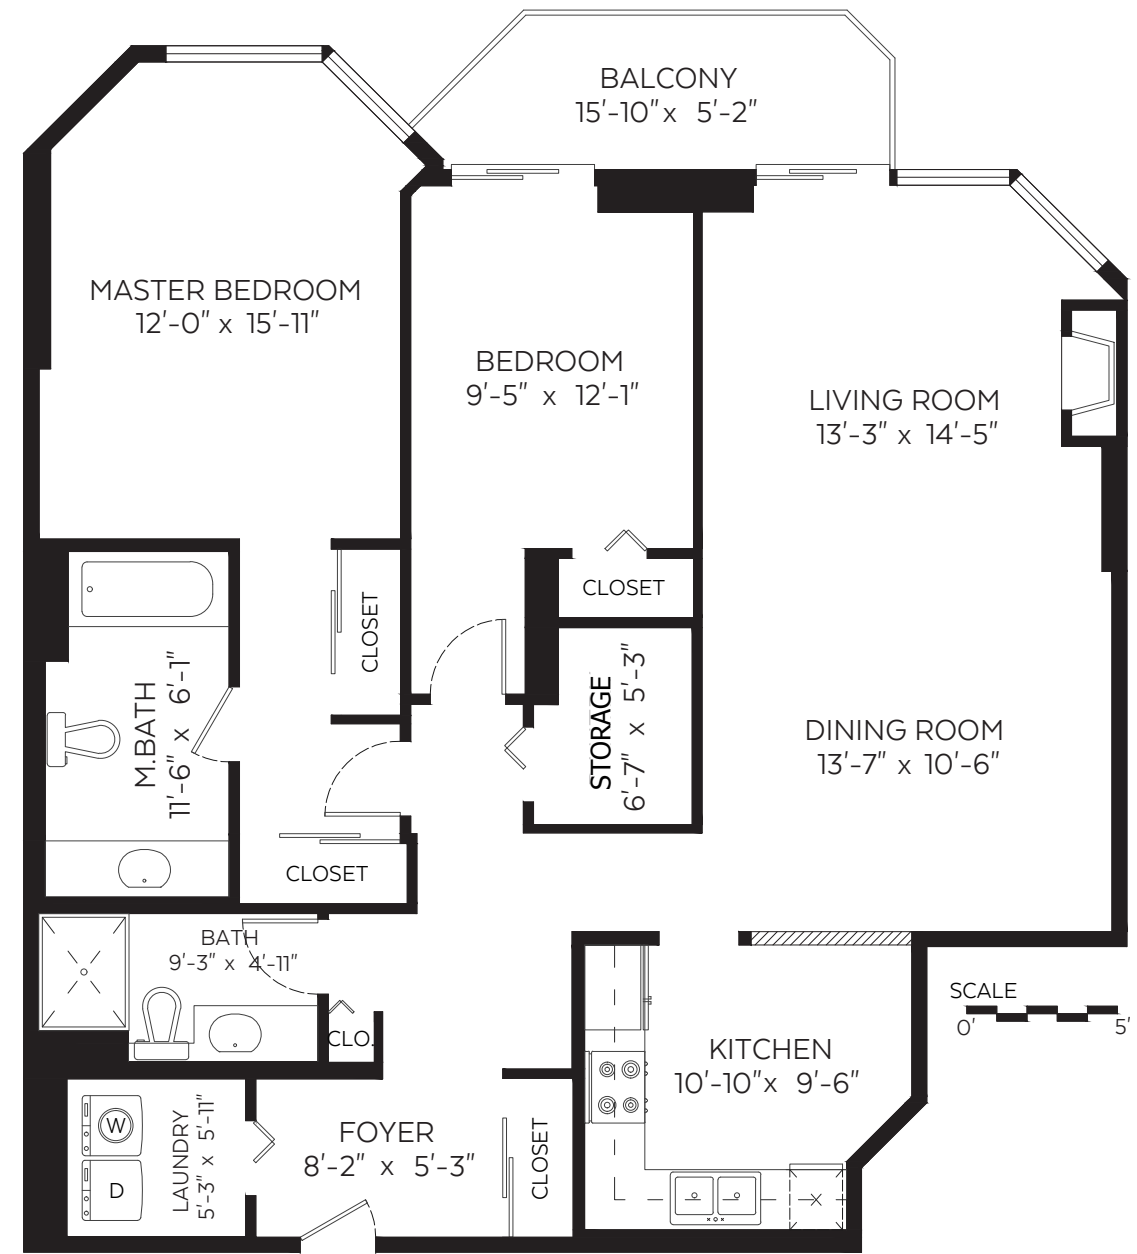 BALCONY
15'-10" x 5'-2"
MASTER BEDROOM
12'-0" x 15'-11"
BEDROOM
9'-5" x 12'-1"
LIVING ROOM
13'-3" x 14'-5"
CLOSET
CLOSET
STORAGE
6'-7" x 5'-3"
M.BATH
11'-6" x 6'-1"
DINING ROOM
13'-7" x 10'-6"
CLOSET
BATH
9'-3" x 4'-11"
SCALE
0' 5'
CLO.
KITCHEN
10'-10" x 9'-6"
W
D
LAUNDRY
5'-3" x 5'-11"
FOYER
8'-2" x 5'-3"
CLOSET